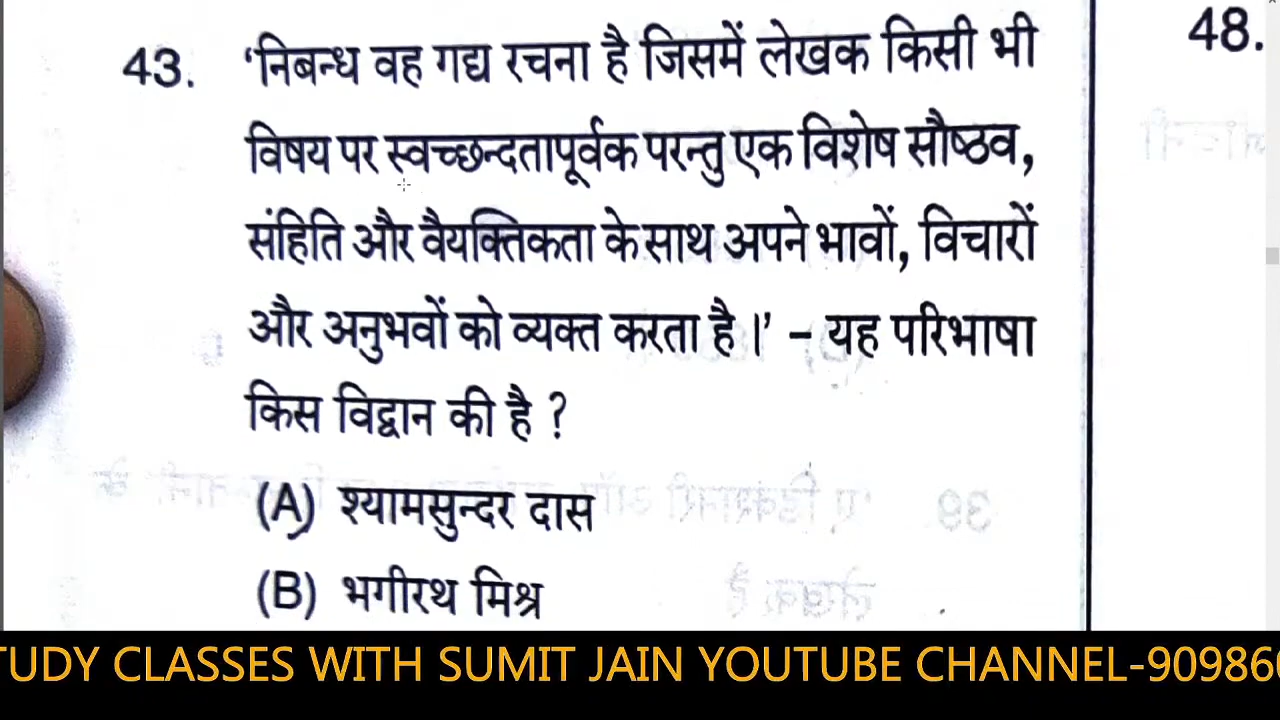 43. ‘निबन्ध वह गद्य रचना है जिसमें लेखक किसी भी
विषय पर स्वच्छन्दतापूर्वक परन्तु एक विशेष सौष्ठव,
संहिति और वैयक्तिकता के साथ अपने भावों, विचारों
और अनुभवों को व्यक्त करता है ।’ – यह परिभाषा
किस विद्वान की है ?
(A) श्यामसुन्दर दास
(B) भगीरथ मिश्र
48.
TUDY CLASSES WITH SUMIT JAIN YOUTUBE CHANNEL-90986